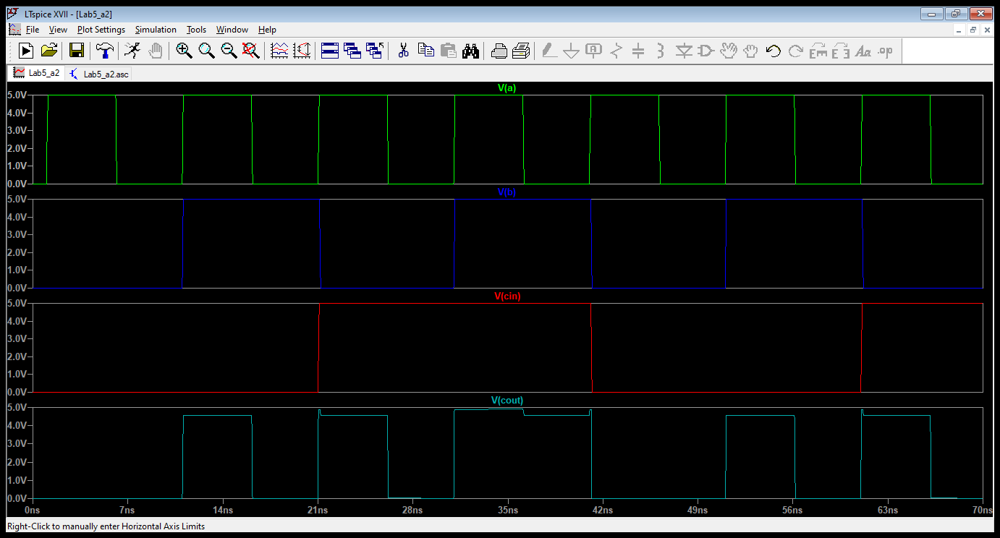 LTspice XVII - [Lab5_a2]
File View Plot Settings Simulation Tools Window Help
Lab5_a2 Lab5_a2.asc
V(a)
5.0V
4.0V
3.0V
2.0V
1.0V
0.0V
V(b)
5.0V
4.0V
3.0V
2.0V
1.0V
0.0V
V(cin)
5.0V
4.0V
3.0V
2.0V
1.0V
0.0V
V(cout)
5.0V
4.0V
3.0V
2.0V
1.0V
0.0V
0ns 7ns 14ns 21ns 28ns 35ns 42ns 49ns 56ns 63ns 70ns
Right-Click to manually enter Horizontal Axis Limits